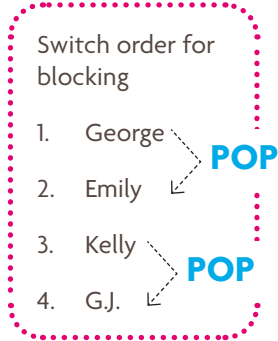 Switch order for
blocking
1. George
POP
2. Emily
3. Kelly
POP
4. G.J.